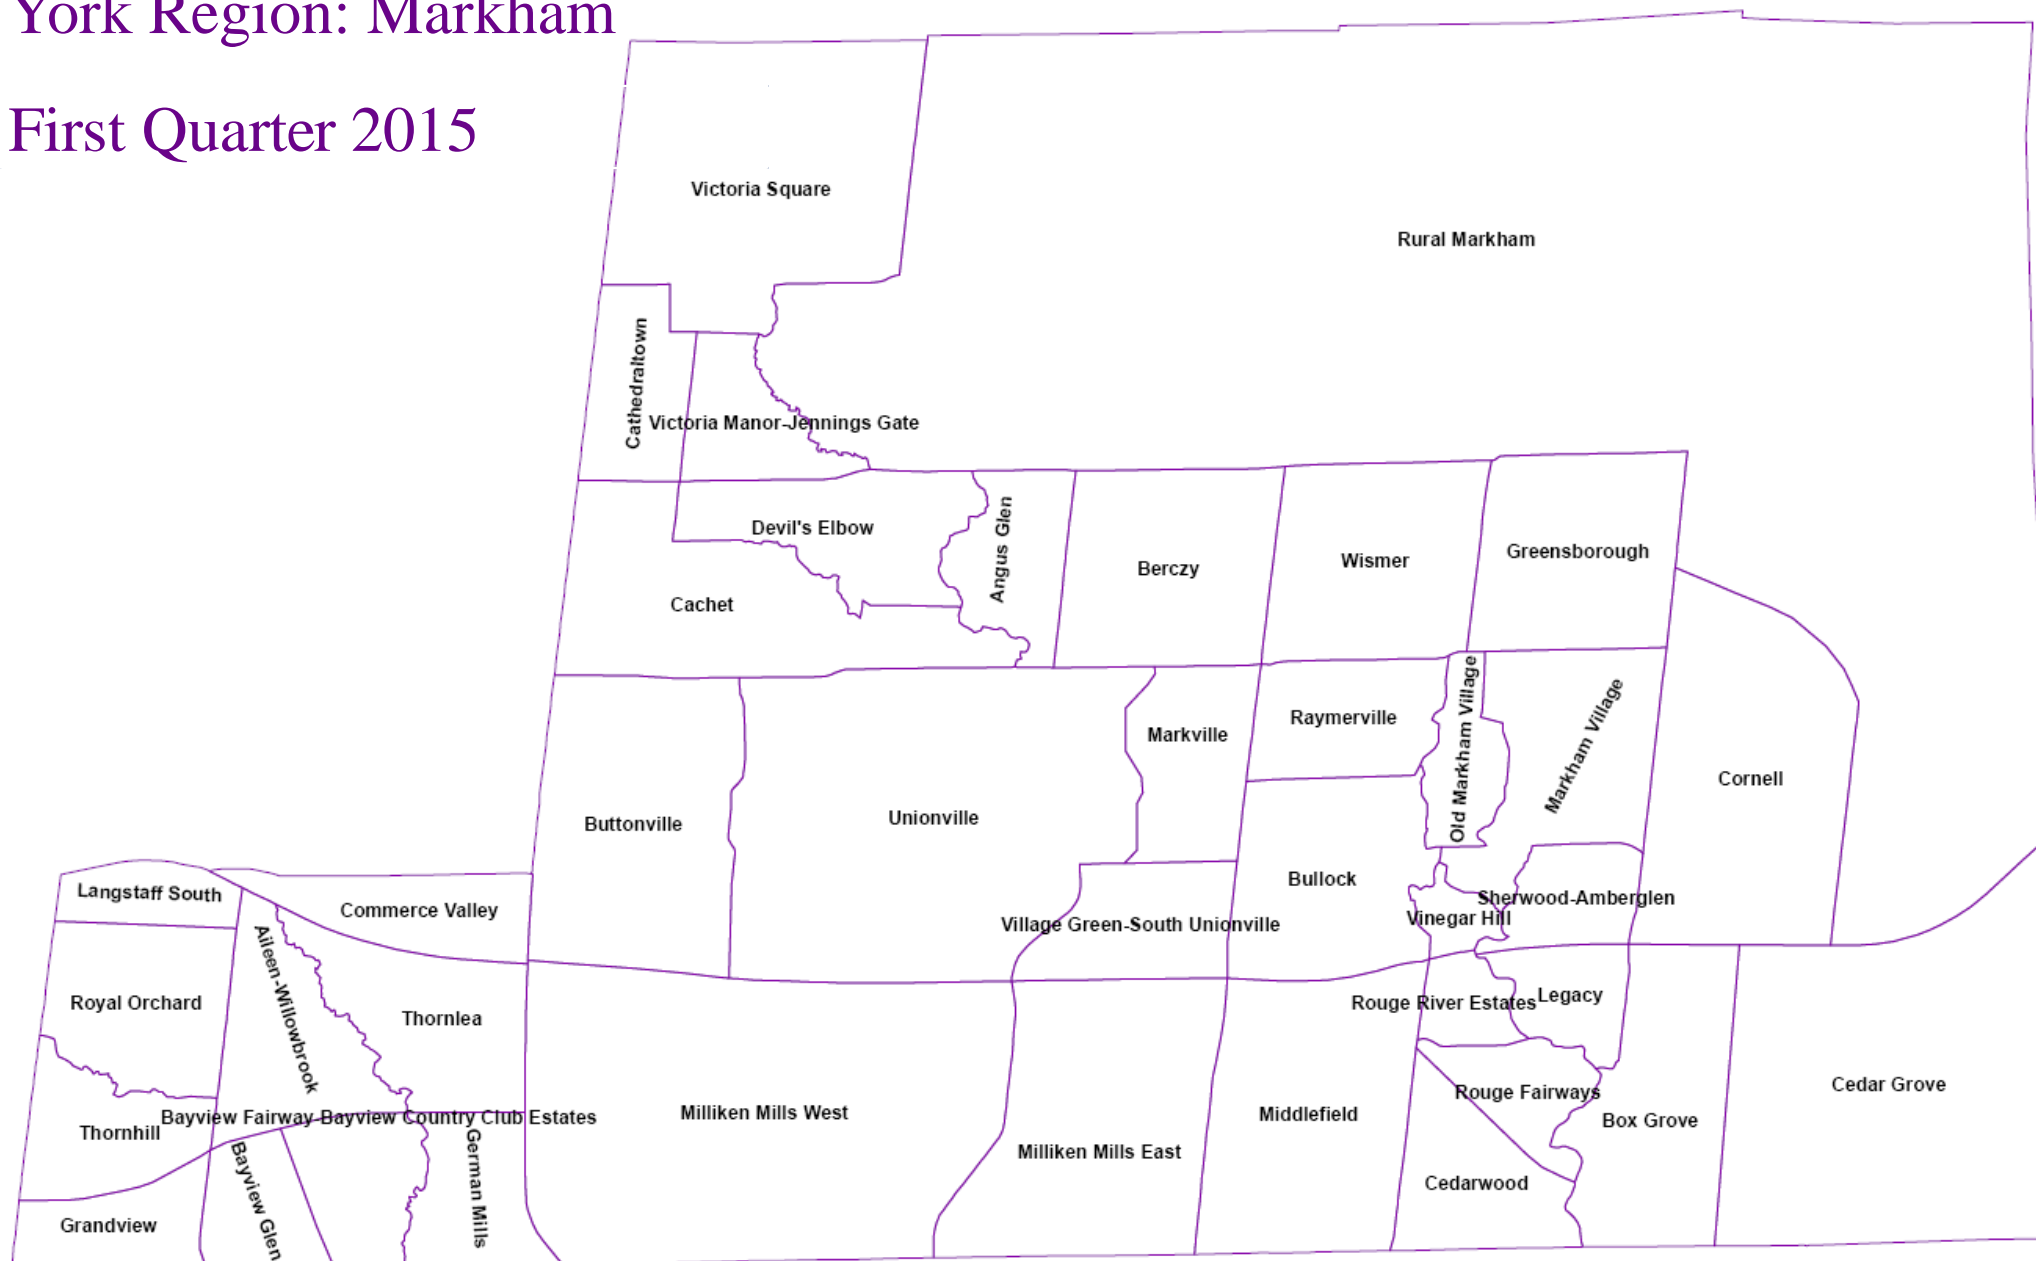 York Region: Markham
First Quarter 2015
Victoria Square
Rural Markham
Cathedraltown
Victoria Manor-Jennings Gate
Devil's Elbow
Angus Glen
Berczy
Wismer
Greensborough
Cachet
Raymerville
Old Markham Village
Markham Village
Markville
Cornell
Buttonville
Unionville
Bullock
Langstaff South
Commerce Valley
Village Green-South Unionville
Sherwood-Amberglen
Vinegar Hill
Aileen-Willowbrook
Royal Orchard
Thornlea
Rouge River Estates
Legacy
Rouge Fairways
Cedar Grove
Thornhill
Bayview Fairway-Bayview Country Club Estates
Milliken Mills West
Middlefield
Box Grove
Milliken Mills East
Cedarwood
Grandview
Bayview Glen
German Mills